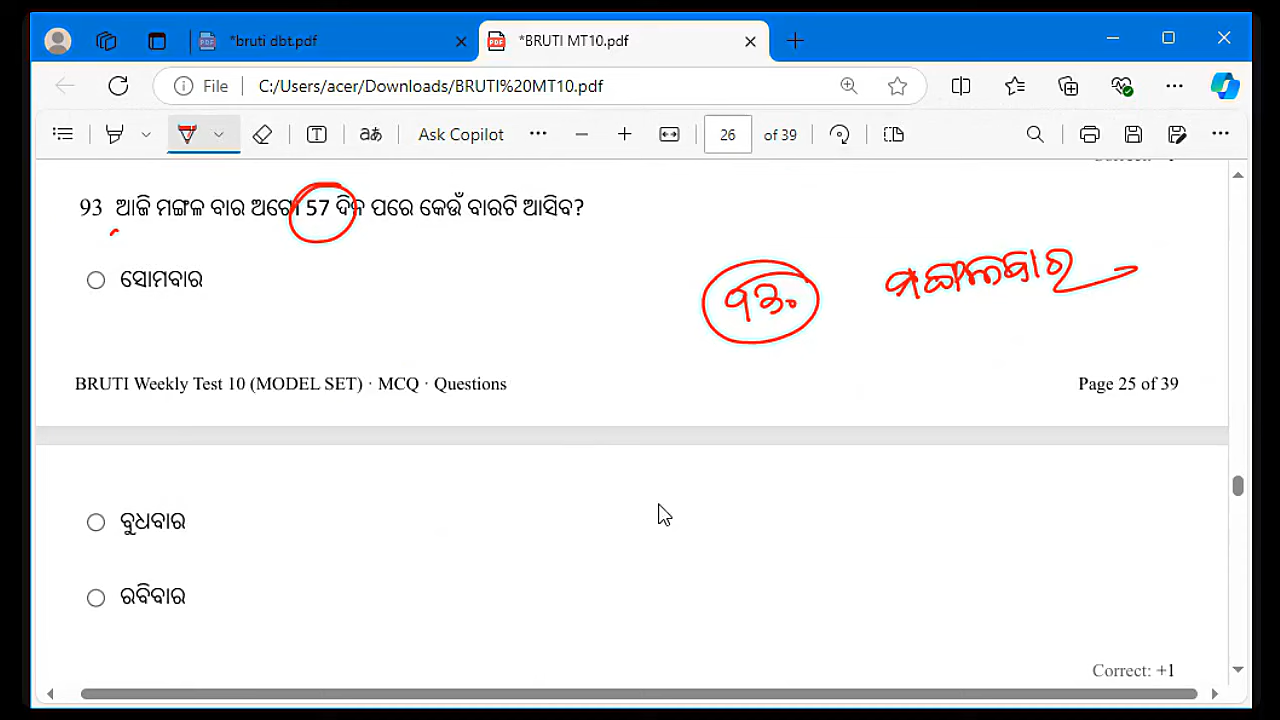 *bruti dbt.pdf
*BRUTI MT10.pdf
File
C:/Users/acer/Downloads/BRUTI%20MT10.pdf
Ask Copilot
26
of 39
93 ଆଜି ମଙ୍ଗଳ ବାର ଅଟେ। 57 ଦିନ ପରେ କେଉଁ ବାରଟି ଆସିବ?
ସୋମବାର
ମଙ୍ଗଳବାର
BRUTI Weekly Test 10 (MODEL SET) · MCQ · Questions
Page 25 of 39
ବୁଧବାର
ରବିବାର
Correct: +1